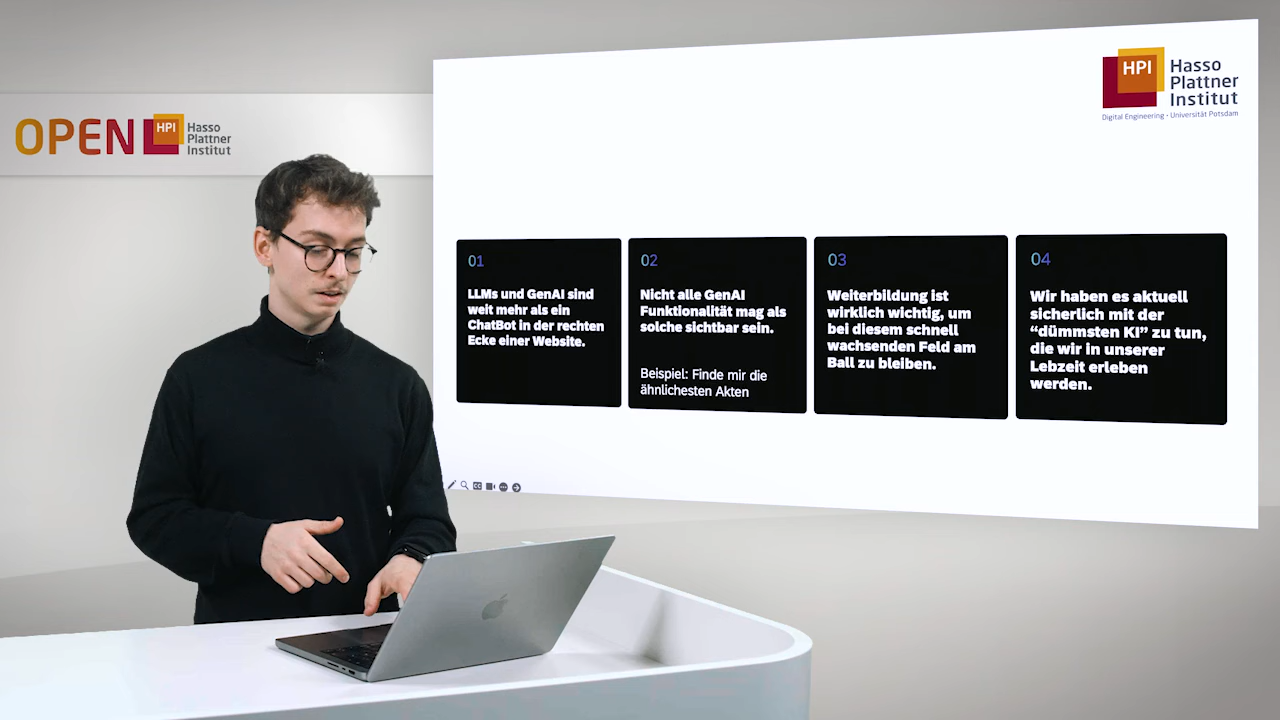 OPEN
HPI
Hasso
Plattner
Institut
HPI
Hasso
Plattner
Institut
Digital Engineering • Universität Potsdam
01
LLMs und GenAI sind
weit mehr als ein
ChatBot in der rechten
Ecke einer Website.
02
Nicht alle GenAI
Funktionalität mag als
solche sichtbar sein.
Beispiel: Finde mir die
ähnlichesten Akten
03
Weiterbildung ist
wirklich wichtig, um
bei diesem schnell
wachsenden Feld am
Ball zu bleiben.
04
Wir haben es aktuell
sicherlich mit der
“dümmsten KI” zu tun,
die wir in unserer
Lebzeit erleben
werden.